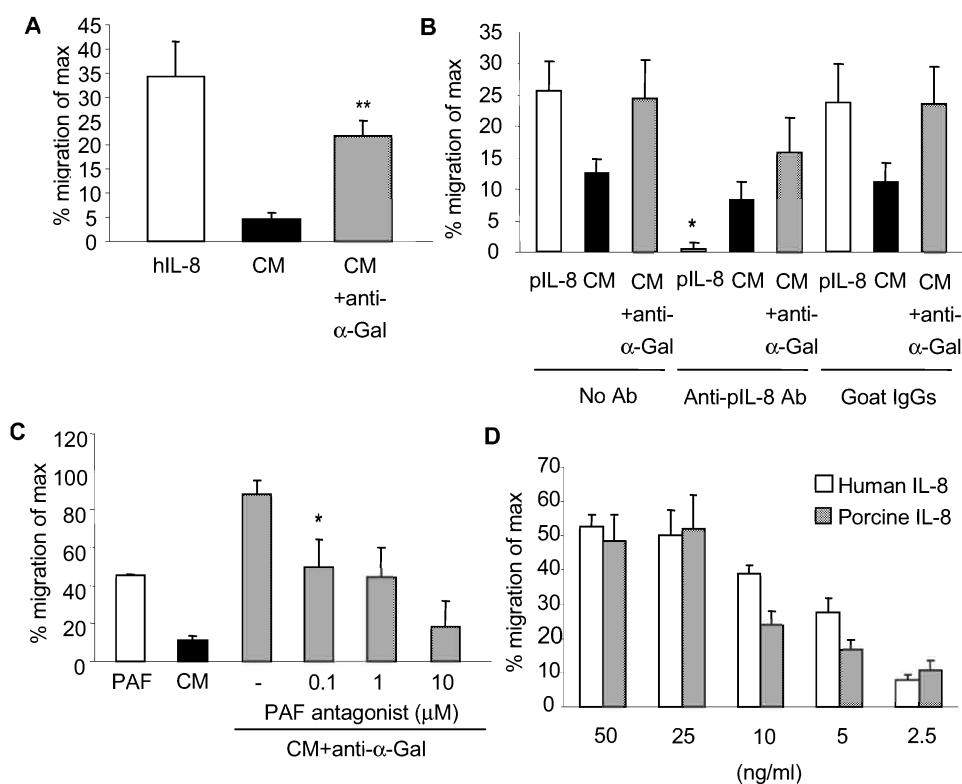 A
% migration of max
45
40
35
30
25
20
15
10
5
0
**
hIL-8 CM CM
+anti-
α-Gal
B
% migration of max
35
30
25
20
15
10
5
0
*
pIL-8 CM CM pIL-8 CM CM pIL-8 CM CM
+anti- +anti- +anti-
α-Gal α-Gal α-Gal
No Ab Anti-pIL-8 Ab Goat IgGs
C
% migration of max
120
100
80
60
40
20
0
*
PAF CM - 0.1 1 10
PAF antagonist (μM)
CM+anti-α-Gal
D
% migration of max
70
60
50
40
30
20
10
0
Human IL-8
Porcine IL-8
50 25 10 5 2.5
(ng/ml)